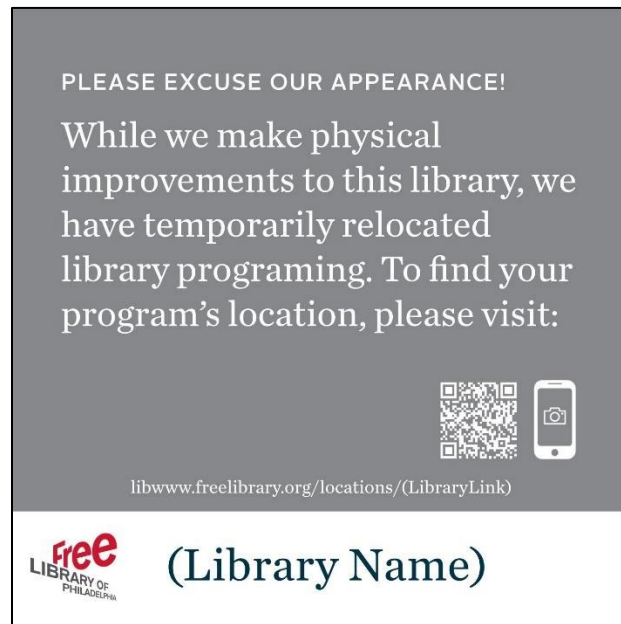 PLEASE EXCUSE OUR APPEARANCE!
While we make physical
improvements to this library, we
have temporarily relocated
library programing. To find your
program’s location, please visit:
libwww.freelibrary.org/locations/(LibraryLink)
Free
LIBRARY OF
PHILADELPHIA
(Library Name)